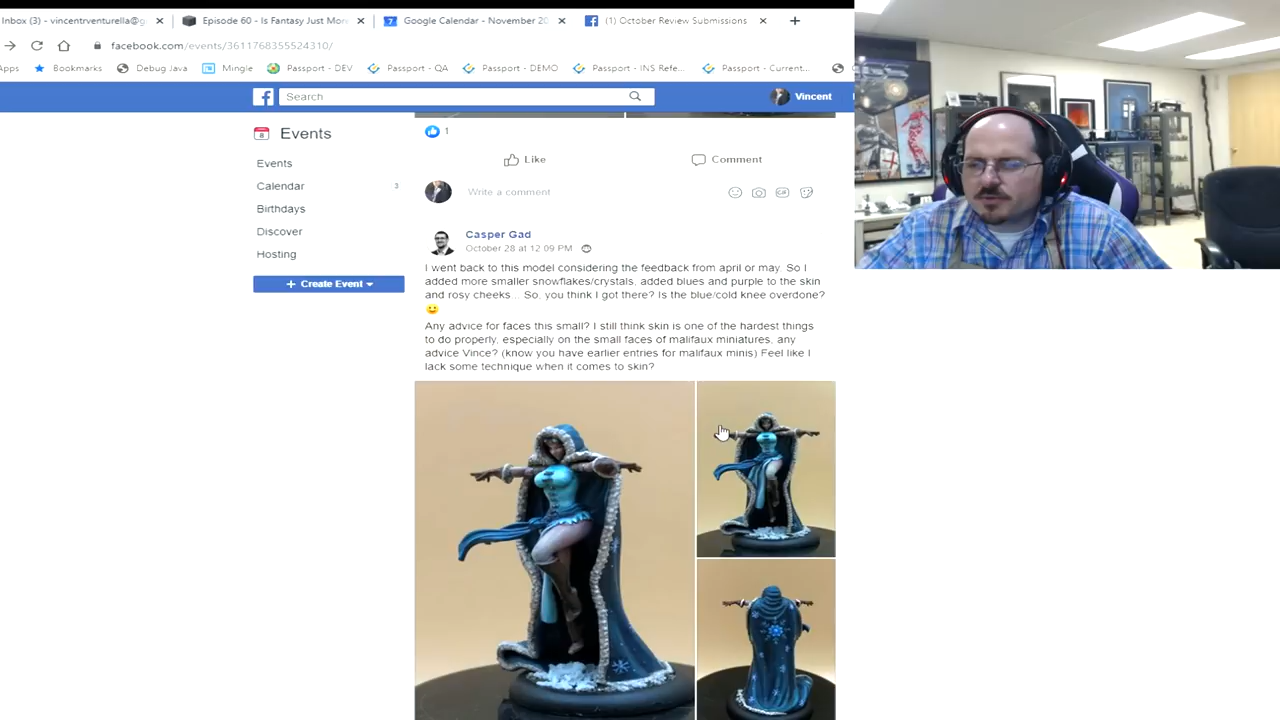 Inbox (3) - vincentrventurella@g
Episode 60 - Is Fantasy Just More
Google Calendar - November 20
(1) October Review Submissions
facebook.com/events/3611768355524310/
Apps
Bookmarks
Debug Java
Mingle
Passport - DEV
Passport - QA
Passport - DEMO
Passport - INS Refe...
Passport - Current...
Search
Vincent
Events
Events
Calendar
3
Birthdays
Discover
Hosting
+ Create Event
1
Like
Comment
Write a comment
Casper Gad
October 28 at 12:09 PM
I went back to this model considering the feedback from april or may. So I
added more smaller snowflakes/crystals, added blues and purple to the skin
and rosy cheeks... So, you think I got there? Is the blue/cold knee overdone?
Any advice for faces this small? I still think skin is one of the hardest things
to do properly, especially on the small faces of malifaux miniatures, any
advice Vince? (know you have earlier entries for malifaux minis) Feel like I
lack some technique when it comes to skin?